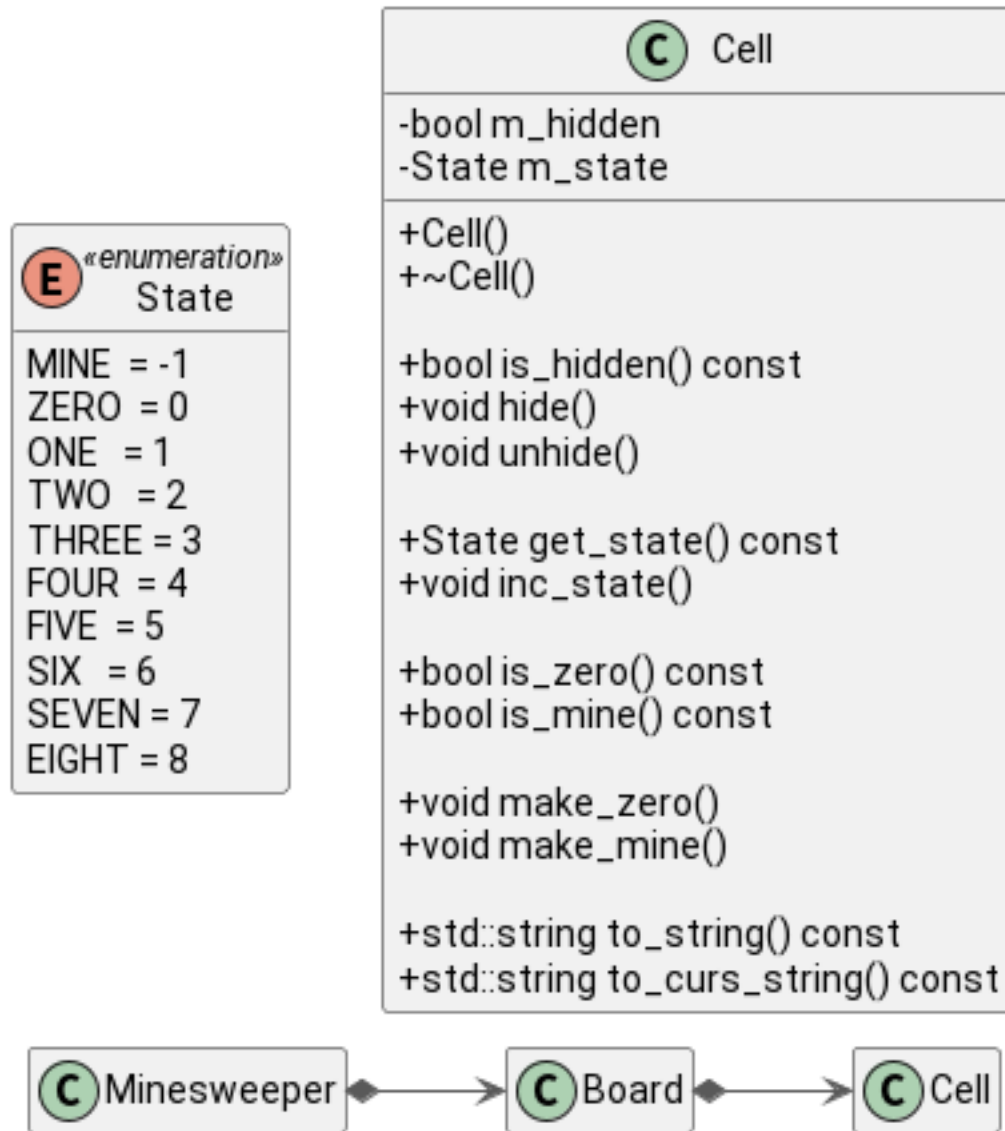 E «enumeration»
State
MINE = -1
ZERO = 0
ONE = 1
TWO = 2
THREE = 3
FOUR = 4
FIVE = 5
SIX = 6
SEVEN = 7
EIGHT = 8
C Cell
-bool m_hidden
-State m_state
+Cell()
+~Cell()
+bool is_hidden() const
+void hide()
+void unhide()
+State get_state() const
+void inc_state()
+bool is_zero() const
+bool is_mine() const
+void make_zero()
+void make_mine()
+std::string to_string() const
+std::string to_curs_string() const
C Minesweeper C Board C Cell